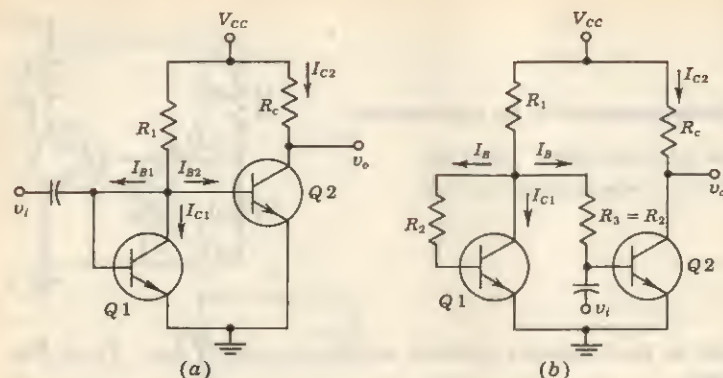 V_CC
I_C2
R_1
R_c
v_o
I_B1
I_B2
Q2
v_i
I_C1
Q1
(a)
V_CC
I_C2
R_1
R_c
I_B
I_B
v_o
I_C1
R_2
R_3 = R_2
Q2
Q1
v_i
(b)